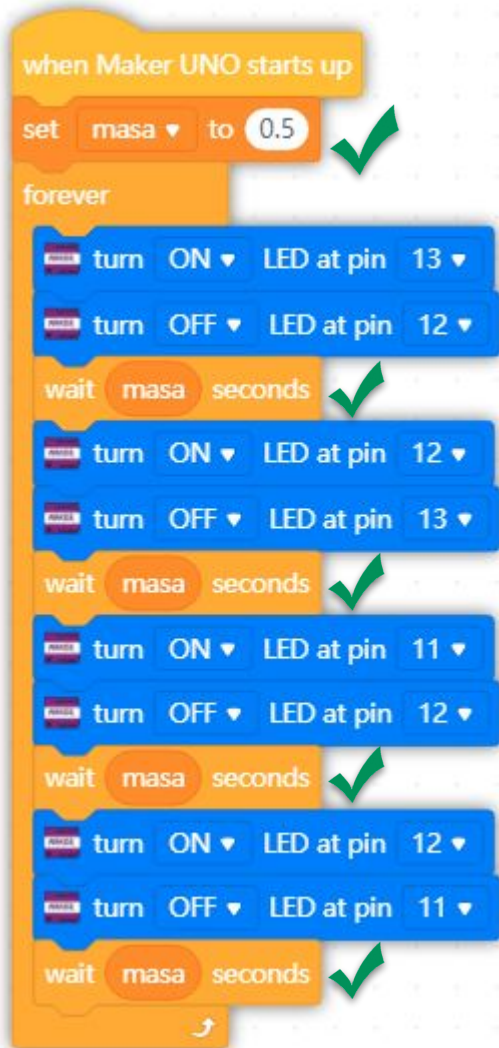 when Maker UNO starts up
set masa to 0.5
forever
turn ON LED at pin 13
turn OFF LED at pin 12
wait masa seconds
turn ON LED at pin 12
turn OFF LED at pin 13
wait masa seconds
turn ON LED at pin 11
turn OFF LED at pin 12
wait masa seconds
turn ON LED at pin 12
turn OFF LED at pin 11
wait masa seconds